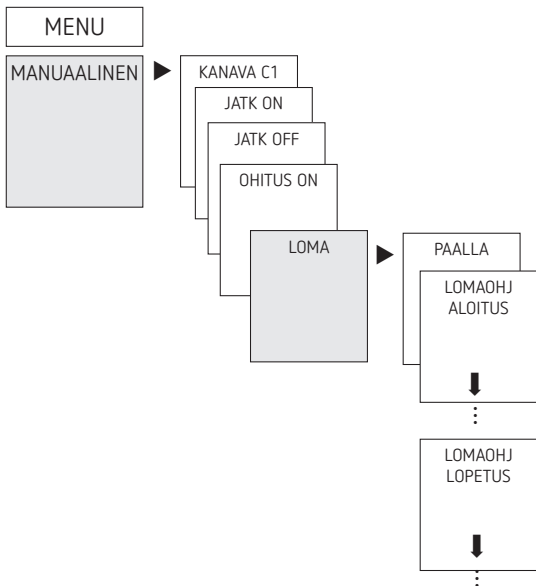 MENU
MANUAALINEN
KANAVA C1
JATK ON
JATK OFF
OHITUS ON
LOMA
PAALLA
LOMAOHJ
ALOITUS
LOMAOHJ
LOPETUS